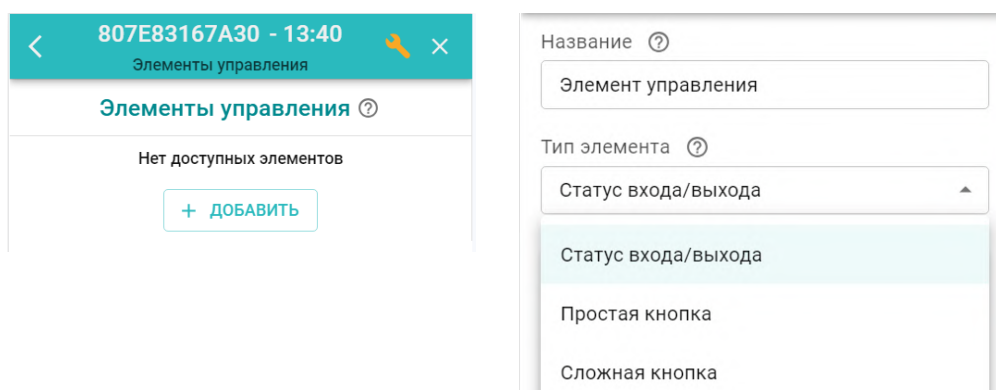 807E83167A30 - 13:40
Элементы управления
Элементы управления
Нет доступных элементов
+ ДОБАВИТЬ
Название
Элемент управления
Тип элемента
Статус входа/выхода
Статус входа/выхода
Простая кнопка
Сложная кнопка